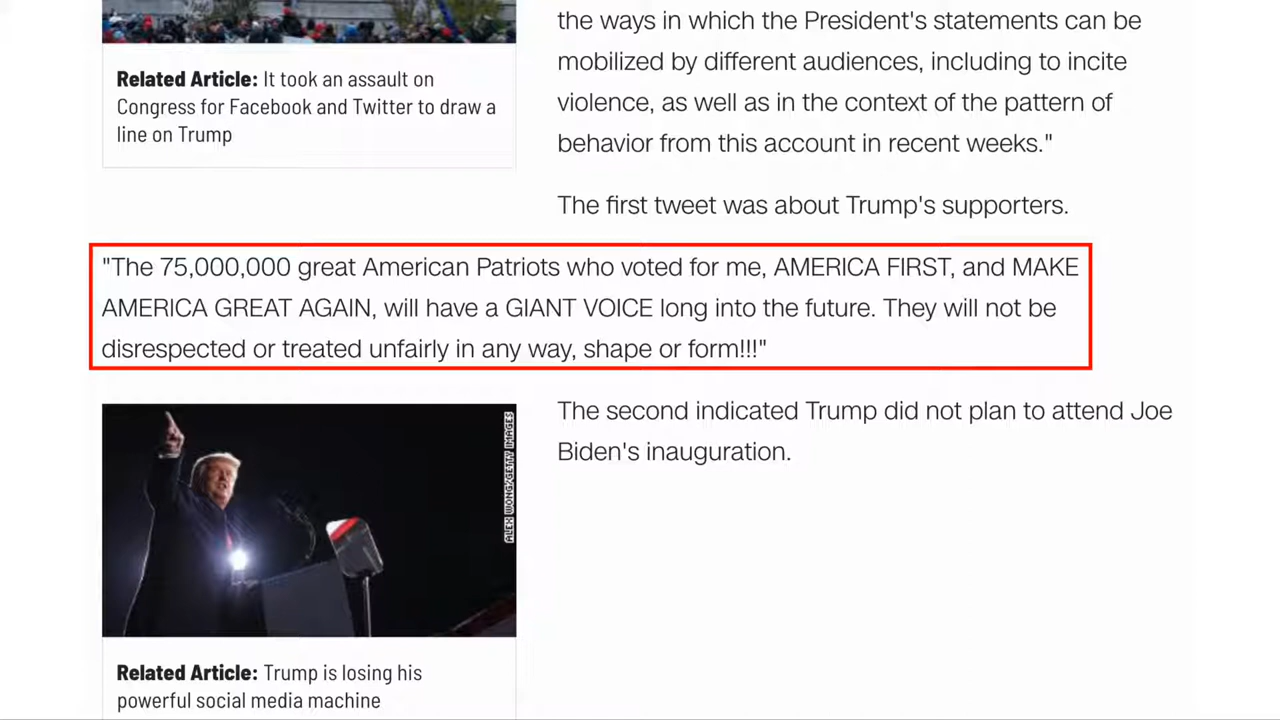 the ways in which the President's statements can be
mobilized by different audiences, including to incite
violence, as well as in the context of the pattern of
behavior from this account in recent weeks."
Related Article: It took an assault on
Congress for Facebook and Twitter to draw a
line on Trump
The first tweet was about Trump's supporters.
"The 75,000,000 great American Patriots who voted for me, AMERICA FIRST, and MAKE
AMERICA GREAT AGAIN, will have a GIANT VOICE long into the future. They will not be
disrespected or treated unfairly in any way, shape or form!!!"
The second indicated Trump did not plan to attend Joe
Biden's inauguration.
ALEX WONG/GETTY IMAGES
Related Article: Trump is losing his
powerful social media machine